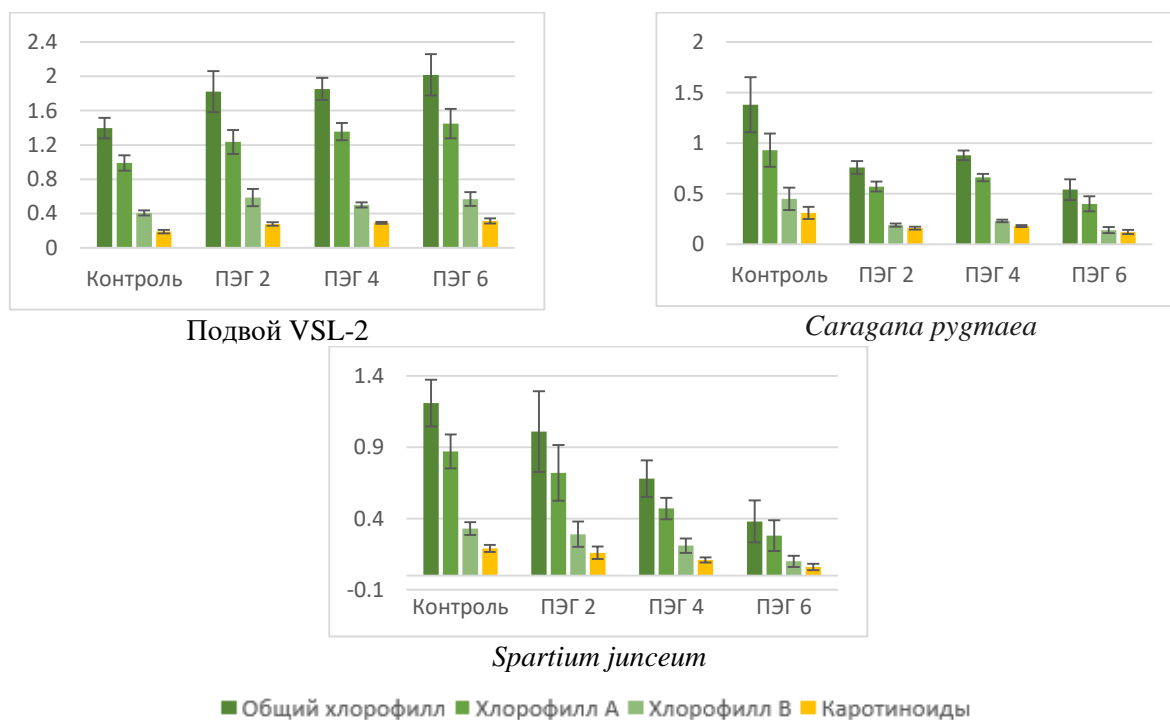 2.4
2
1.6
1.2
0.8
0.4
0
Контроль ПЭГ 2 ПЭГ 4 ПЭГ 6
Подвой VSL-2
2
1.5
1
0.5
0
Контроль ПЭГ 2 ПЭГ 4 ПЭГ 6
Caragana pygmaea
1.4
0.9
0.4
-0.1
Контроль ПЭГ 2 ПЭГ 4 ПЭГ 6
Spartium junceum
Общий хлорофилл Хлорофилл А Хлорофилл В Каротиноиды